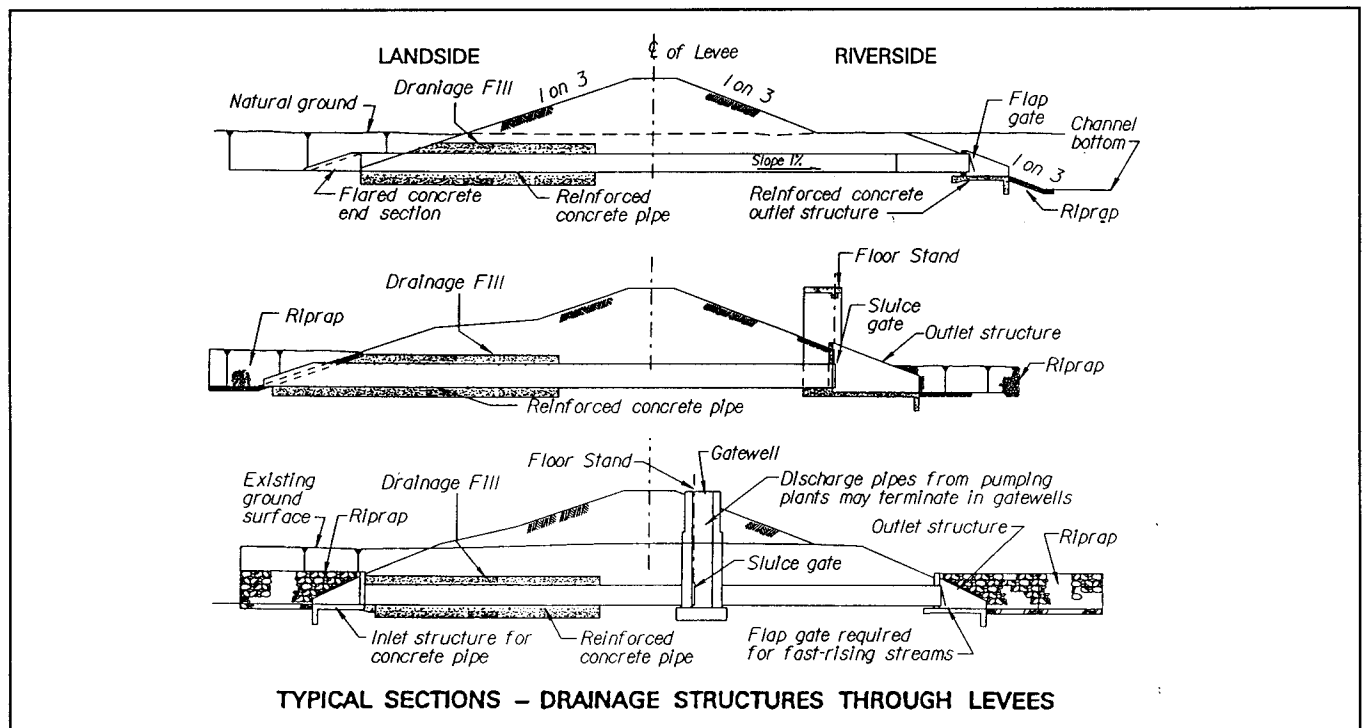 LANDSIDE
℄ of Levee
RIVERSIDE
Draniage Fill
1 on 3
1 on 3
Natural ground
Flap
gate
Channel
bottom
Slope 1%
1 on 3
Flared concrete
end section
Reinforced
concrete pipe
Reinforced concrete
outlet structure
Riprap
Floor Stand
Drainage Fill
Sluice
gate
Riprap
Outlet structure
Riprap
Reinforced concrete pipe
Gatewell
Floor Stand
Existing
ground
surface
Drainage Fill
Discharge pipes from pumping
plants may terminate in gatewells
Riprap
Outlet structure
Riprap
Sluice gate
Inlet structure for
concrete pipe
Reinforced
concrete pipe
Flap gate required
for fast-rising streams
TYPICAL SECTIONS – DRAINAGE STRUCTURES THROUGH LEVEES